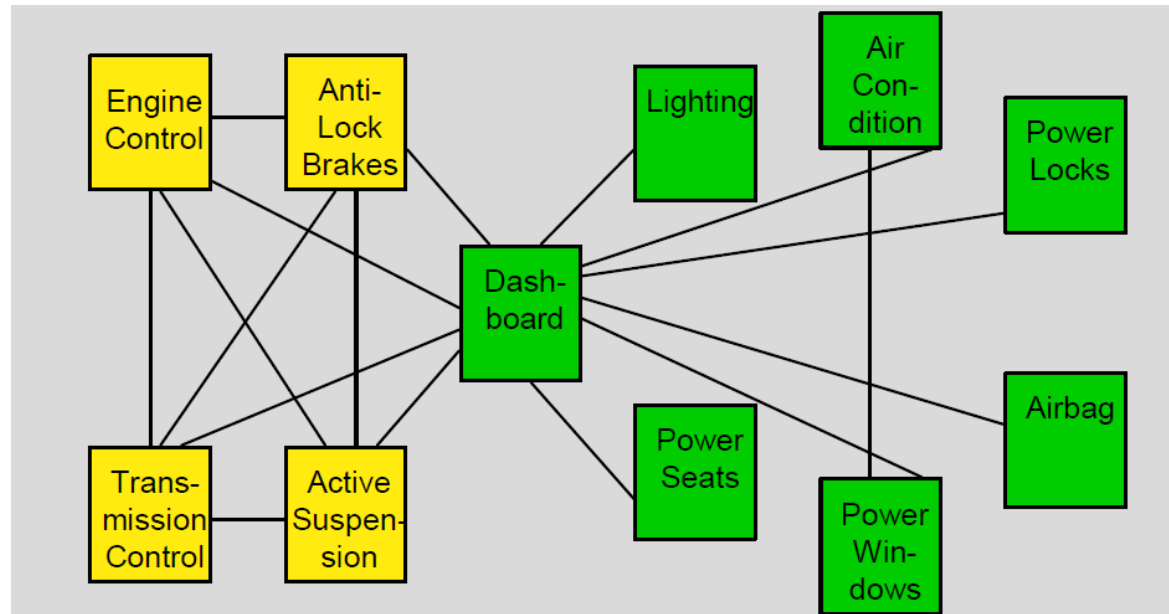 Engine
Control
Anti-
Lock
Brakes
Lighting
Air
Con-
dition
Power
Locks
Dash-
board
Trans-
mission
Control
Active
Suspen-
sion
Power
Seats
Power
Win-
dows
Airbag